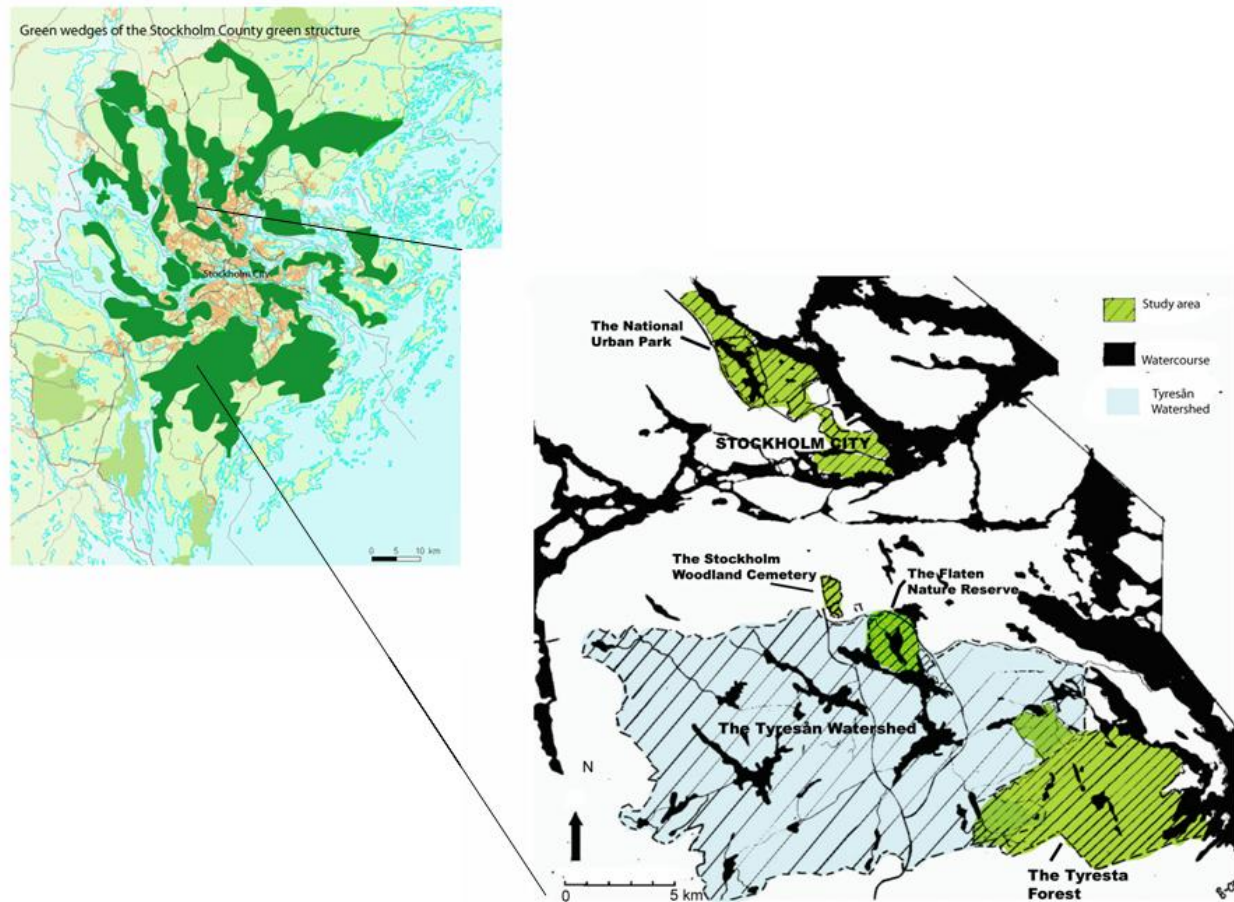 Green wedges of the Stockholm County green structure
Stockholm City
0 5 10 km
Study area
The National
Urban Park
Watercourse
Tyresån
Watershed
STOCKHOLM CITY
The Stockholm
Woodland Cemetery
The Flaten
Nature Reserve
The Tyresån Watershed
N
0 5 km
The Tyresta
Forest